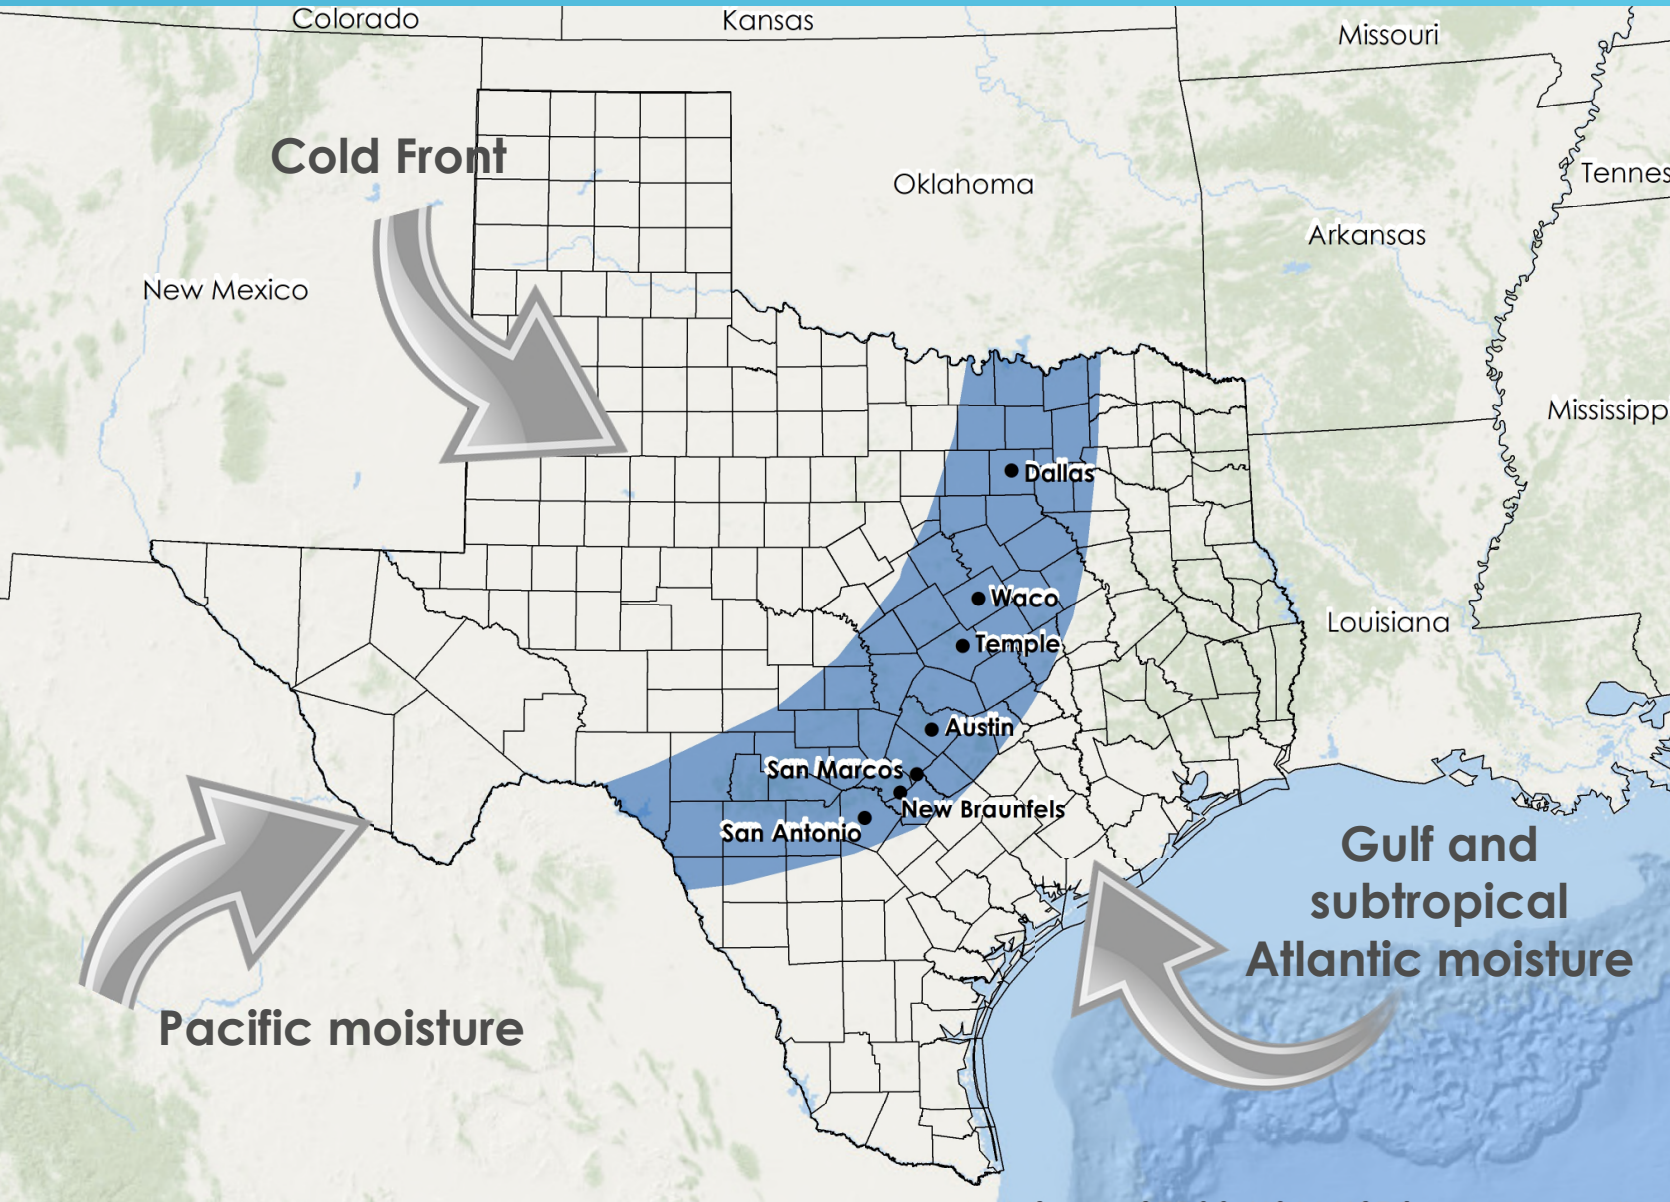 Colorado
Kansas
Missouri
Cold Front
Oklahoma
Tennes
Arkansas
New Mexico
Mississipp
Dallas
Waco
Temple
Louisiana
Austin
San Marcos
New Braunfels
San Antonio
Gulf and
subtropical
Atlantic moisture
Pacific moisture